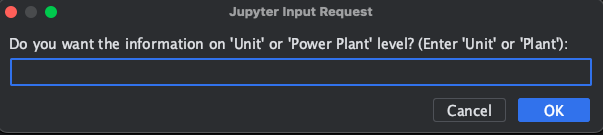 Jupyter Input Request
Do you want the information on 'Unit' or 'Power Plant' level? (Enter 'Unit' or 'Plant'):
Cancel
OK